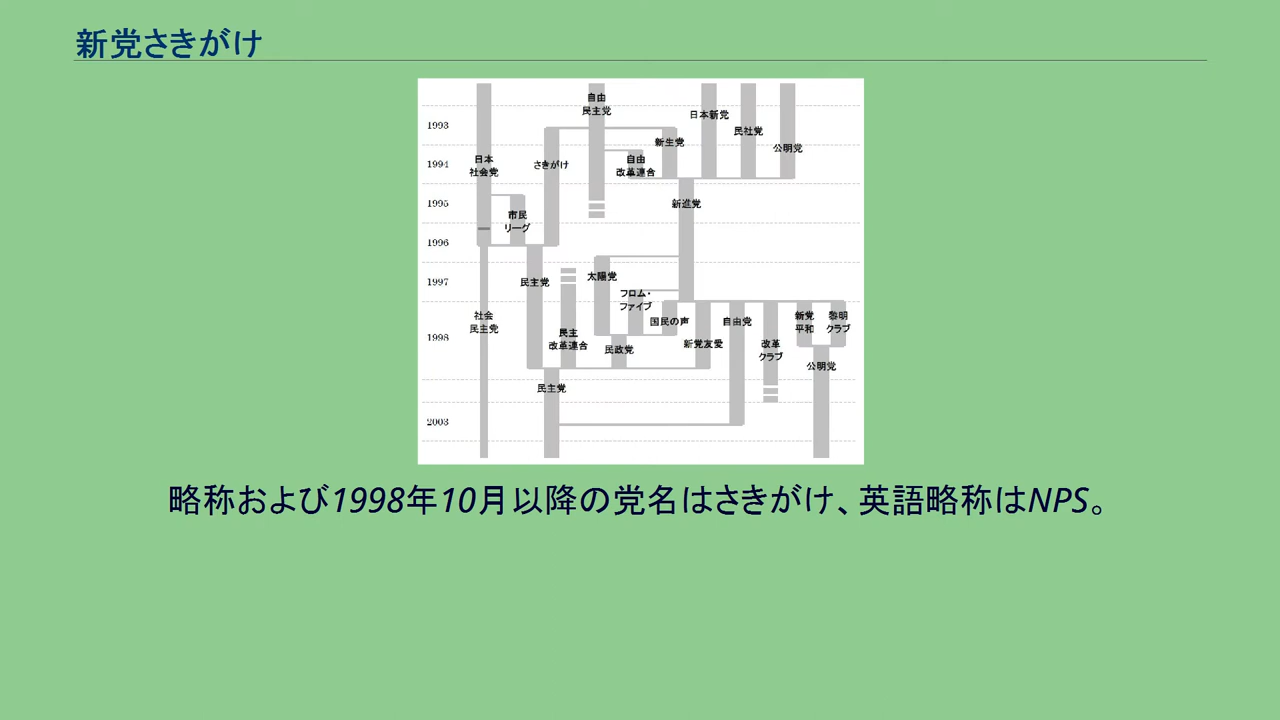 新党さきがけ
自由
民主党
日本新党
民社党
公明党
1993
新生党
1994
日本
社会党
さきがけ
自由
改革連合
1995
新進党
市民
リーグ
1996
1997
民主党
太陽党
フロム・
ファイブ
社会
民主党
国民の声
自由党
新党
平和
黎明
クラブ
1998
民主
改革連合
民政党
新党友愛
改革
クラブ
公明党
民主党
2003
略称および1998年10月以降の党名はさきがけ、英語略称はNPS。